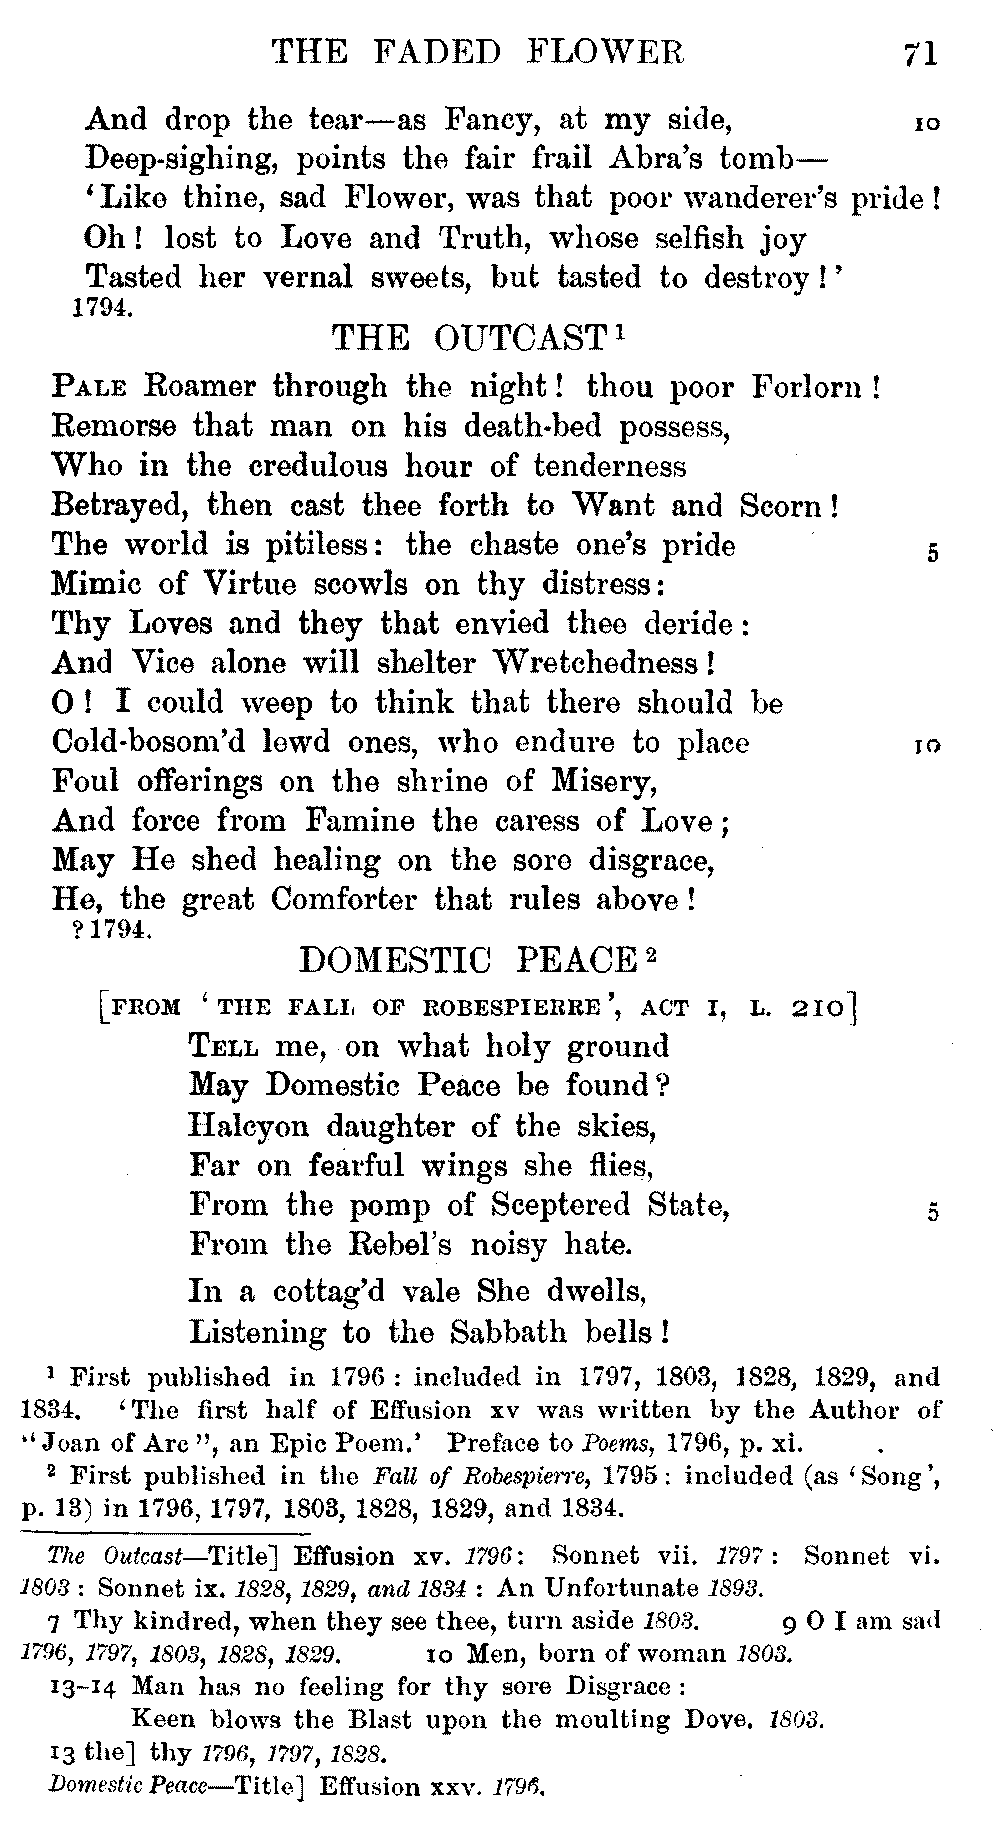 THE FADED FLOWER 71
And drop the tear—as Fancy, at my side, 10
Deep-sighing, points the fair frail Abra's tomb—
‘Like thine, sad Flower, was that poor wanderer's pride!
Oh! lost to Love and Truth, whose selfish joy
Tasted her vernal sweets, but tasted to destroy!’
1794.
THE OUTCAST ¹
PALE Roamer through the night! thou poor Forlorn!
Remorse that man on his death-bed possess,
Who in the credulous hour of tenderness
Betrayed, then cast thee forth to Want and Scorn!
The world is pitiless: the chaste one's pride 5
Mimic of Virtue scowls on thy distress:
Thy Loves and they that envied thee deride:
And Vice alone will shelter Wretchedness!
O! I could weep to think that there should be
Cold-bosom'd lewd ones, who endure to place 10
Foul offerings on the shrine of Misery,
And force from Famine the caress of Love;
May He shed healing on the sore disgrace,
He, the great Comforter that rules above!
? 1794.
DOMESTIC PEACE ²
[FROM ‘THE FALL OF ROBESPIERRE’, ACT I, L. 210]
TELL me, on what holy ground
May Domestic Peace be found?
Halcyon daughter of the skies,
Far on fearful wings she flies,
From the pomp of Sceptered State, 5
From the Rebel's noisy hate.
In a cottag'd vale She dwells,
Listening to the Sabbath bells!
¹ First published in 1796: included in 1797, 1803, 1828, 1829, and
1834. ‘The first half of Effusion xv was written by the Author of
“Joan of Arc”, an Epic Poem.’ Preface to Poems, 1796, p. xi.
² First published in the Fall of Robespierre, 1795: included (as ‘Song’,
p. 13) in 1796, 1797, 1803, 1828, 1829, and 1834.
The Outcast—Title] Effusion xv. 1796: Sonnet vii. 1797: Sonnet vi.
1803: Sonnet ix. 1828, 1829, and 1834: An Unfortunate 1893.
7 Thy kindred, when they see thee, turn aside 1803. 9 O I am sad
1796, 1797, 1803, 1828, 1829. 10 Men, born of woman 1803.
13-14 Man has no feeling for thy sore Disgrace:
Keen blows the Blast upon the moulting Dove. 1803.
13 the] thy 1796, 1797, 1828.
Domestic Peace—Title] Effusion xxv. 1796.